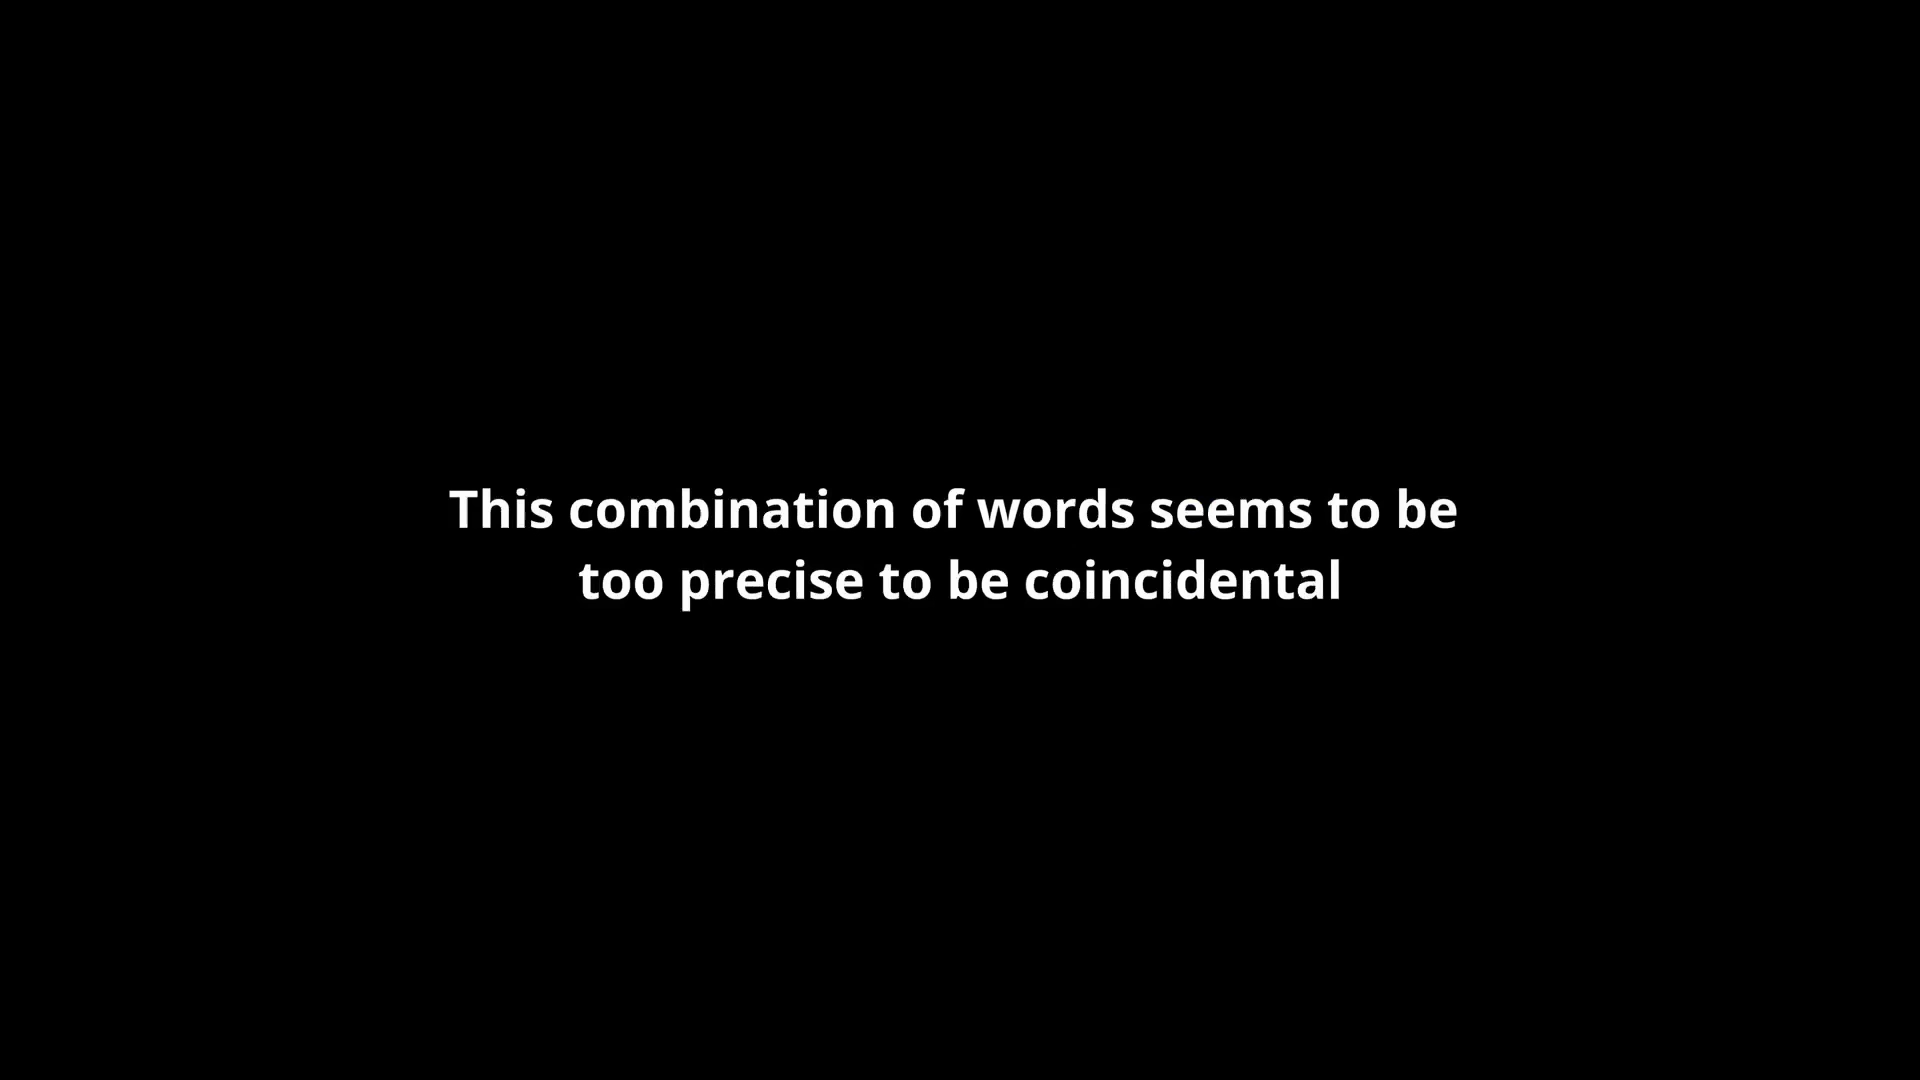 This combination of words seems to be
too precise to be coincidental